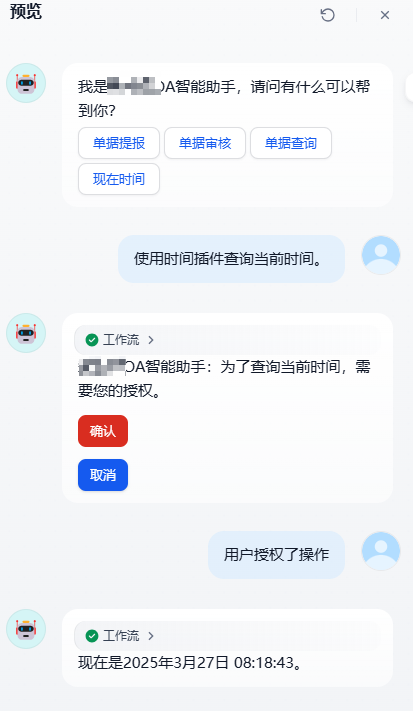 预览
我是OA智能助手，请问有什么可以帮
到你?
单据提报 单据审核 单据查询
现在时间
使用时间插件查询当前时间。
工作流
OA智能助手：为了查询当前时间，需
要您的授权。
确认
取消
用户授权了操作
工作流
现在是2025年3月27日 08:18:43。